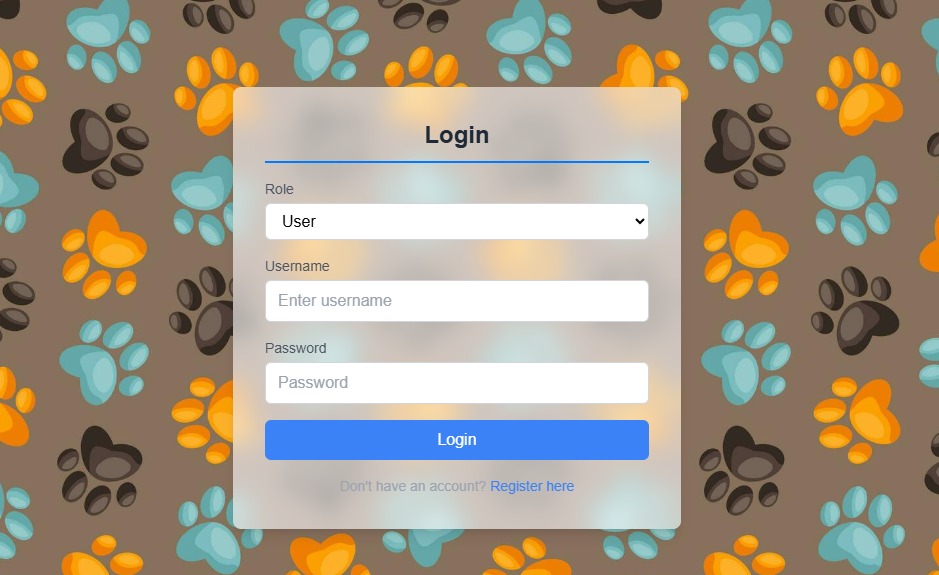 Login
Role
User
Username
Enter username
Password
Password
Login
Don't have an account? Register here